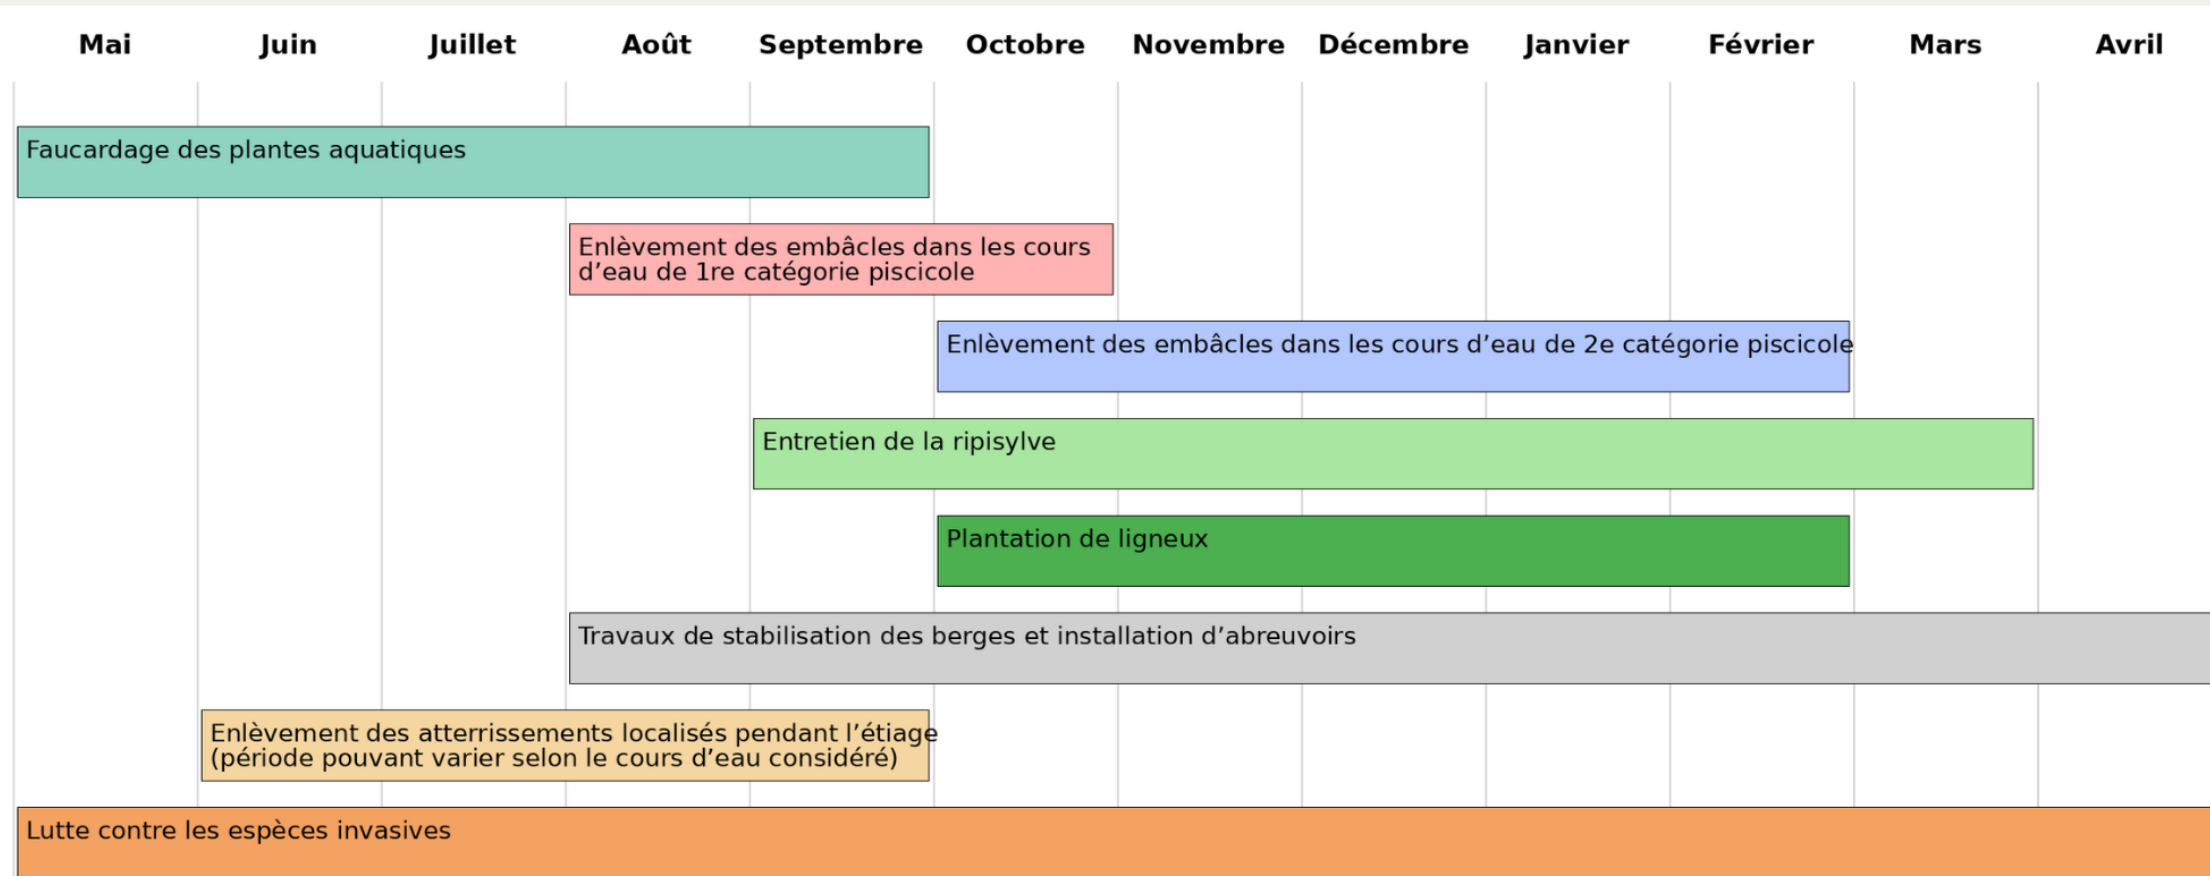 Mai Juin Juillet Août Septembre Octobre Novembre Décembre Janvier Février Mars Avril
Faucardage des plantes aquatiques
Enlèvement des embâcles dans les cours
d’eau de 1re catégorie piscicole
Enlèvement des embâcles dans les cours d’eau de 2e catégorie piscicole
Entretien de la ripisylve
Plantation de ligneux
Travaux de stabilisation des berges et installation d’abreuvoirs
Enlèvement des atterrissements localisés pendant l’étiage
(période pouvant varier selon le cours d’eau considéré)
Lutte contre les espèces invasives